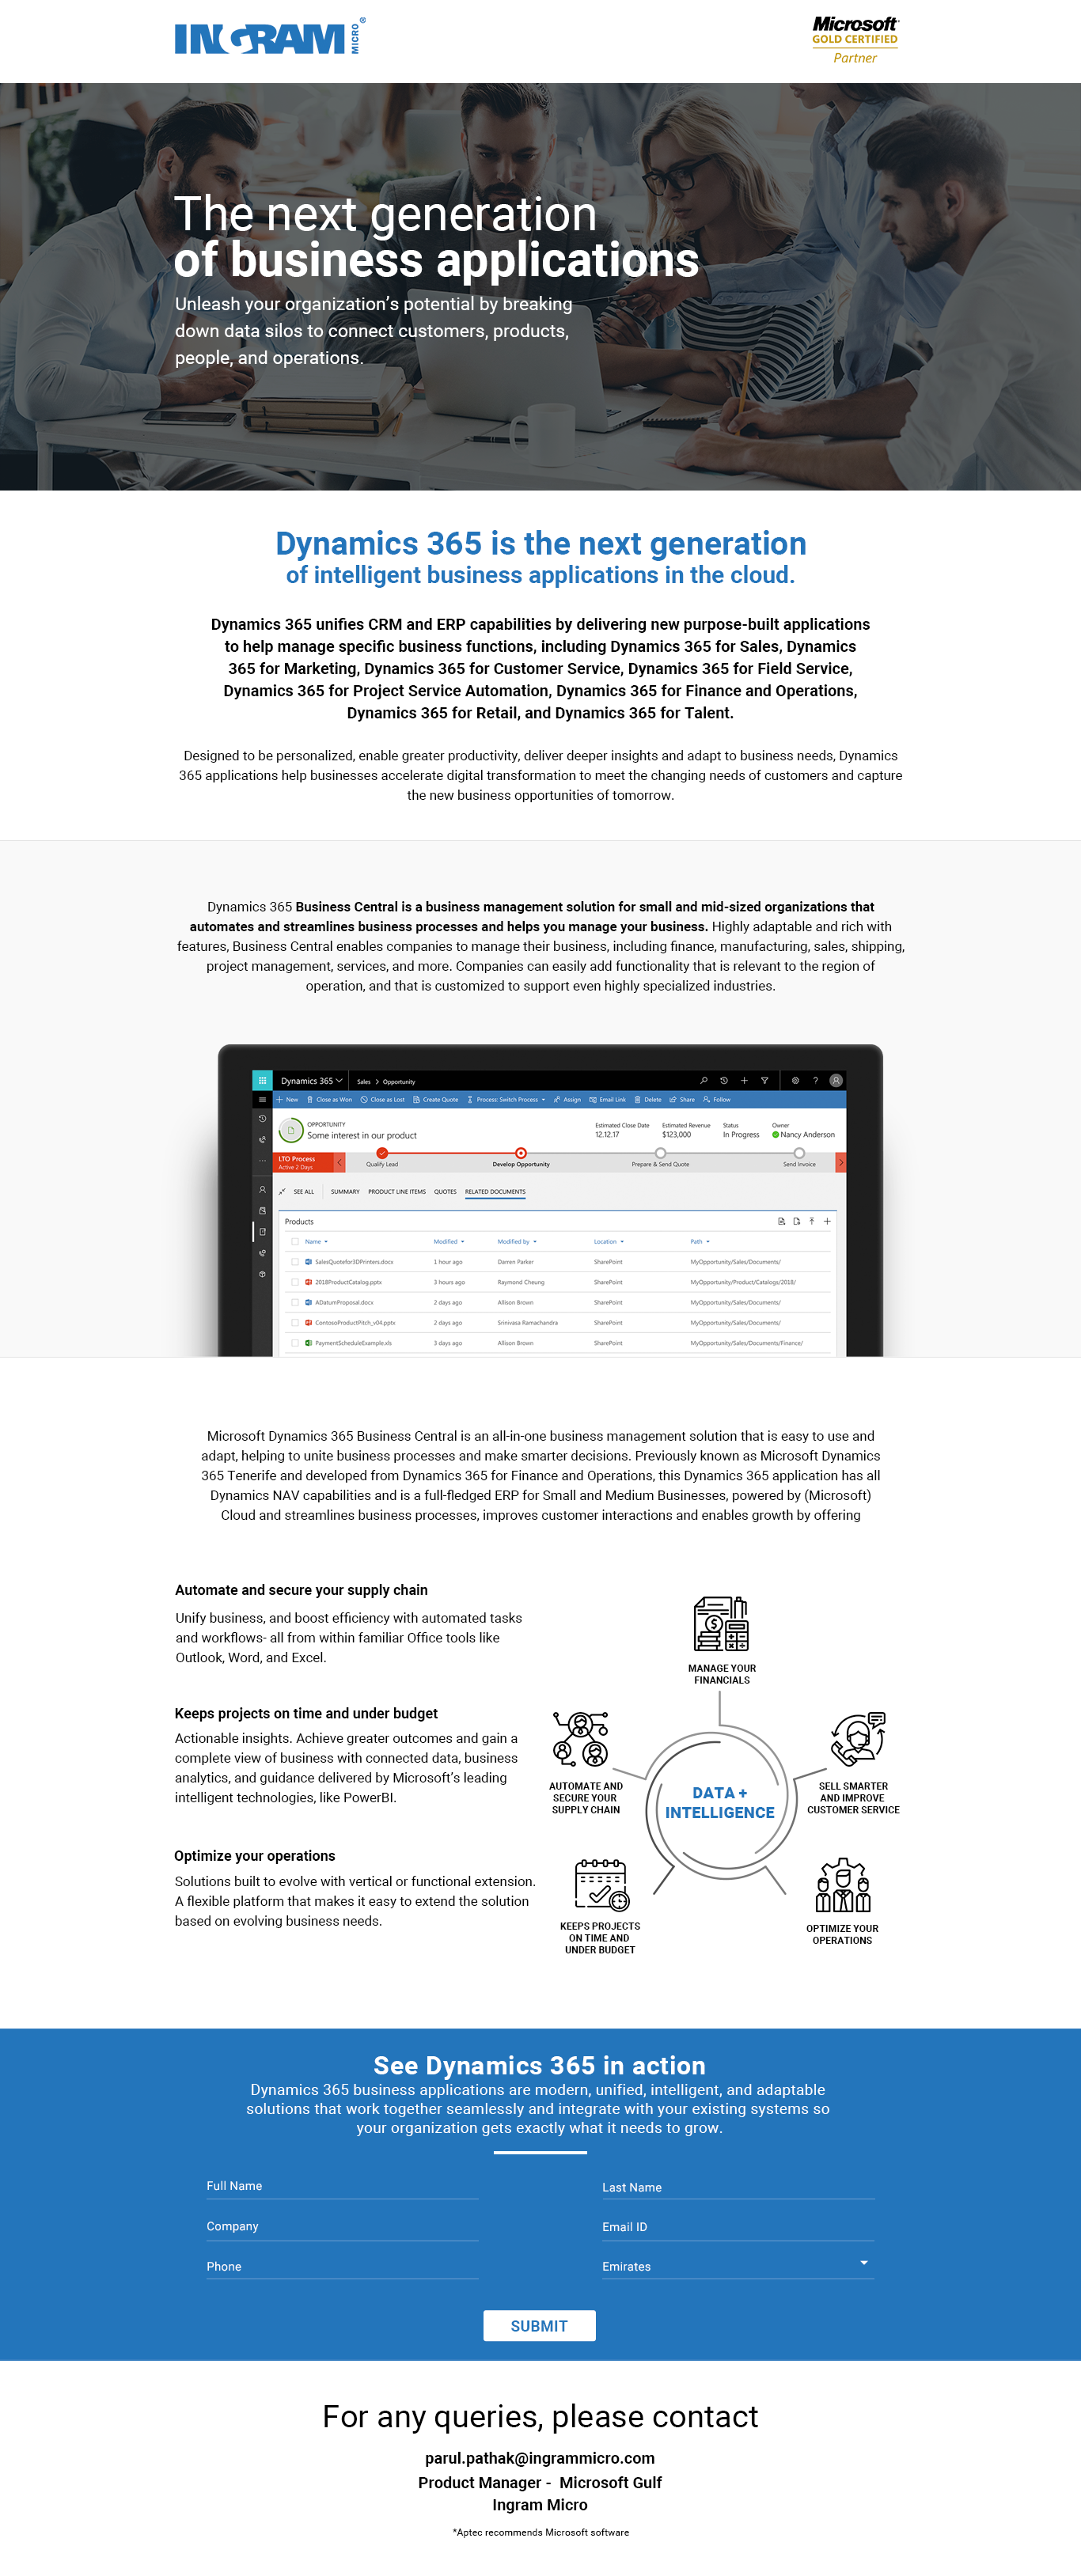 INGRAM MICRO ®
Microsoft
GOLD CERTIFIED
Partner
The next generation
of business applications
Unleash your organization's potential by breaking
down data silos to connect customers, products,
people, and operations.
Dynamics 365 is the next generation
of intelligent business applications in the cloud.
Dynamics 365 unifies CRM and ERP capabilities by delivering new purpose-built applications
to help manage specific business functions, including Dynamics 365 for Sales, Dynamics
365 for Marketing, Dynamics 365 for Customer Service, Dynamics 365 for Field Service,
Dynamics 365 for Project Service Automation, Dynamics 365 for Finance and Operations,
Dynamics 365 for Retail, and Dynamics 365 for Talent.
Designed to be personalized, enable greater productivity, deliver deeper insights and adapt to business needs, Dynamics
365 applications help businesses accelerate digital transformation to meet the changing needs of customers and capture
the new business opportunities of tomorrow.
Dynamics 365 Business Central is a business management solution for small and mid-sized organizations that
automates and streamlines business processes and helps you manage your business. Highly adaptable and rich with
features, Business Central enables companies to manage their business, including finance, manufacturing, sales, shipping,
project management, services, and more. Companies can easily add functionality that is relevant to the region of
operation, and that is customized to support even highly specialized industries.
Dynamics 365 Sales > Opportunity
New Close as Won Close as Lost Create Quote Process: Switch Process Assign Email Link Delete Share Follow
OPPORTUNITY
Some interest in our product
Estimated Close Date Estimated Revenue Status Owner
12.12.17 $123,000 In Progress Nancy Anderson
LTO Process
Active 2 Days
Qualify Lead Develop Opportunity Prepare & Send Quote Send Invoice
SEE ALL SUMMARY PRODUCT LINE ITEMS QUOTES RELATED DOCUMENTS
Products
Name Modified Modified by Location Path
SalesQuotefor3DPrinters.docx 1 hour ago Darren Parker SharePoint MyOpportunity/Sales/Documents/
2018ProductCatalog.pptx 3 hours ago Raymond Cheung SharePoint MyOpportunity/Product/Catalogs/2018/
ADatumProposal.docx 2 days ago Allison Brown SharePoint MyOpportunity/Sales/Documents/
ContosoProductPitch_v04.pptx 2 days ago Srinivasa Ramachandra SharePoint MyOpportunity/Sales/Documents/
PaymentScheduleExample.xls 3 days ago Allison Brown SharePoint MyOpportunity/Sales/Documents/Finance/
Microsoft Dynamics 365 Business Central is an all-in-one business management solution that is easy to use and
adapt, helping to unite business processes and make smarter decisions. Previously known as Microsoft Dynamics
365 Tenerife and developed from Dynamics 365 for Finance and Operations, this Dynamics 365 application has all
Dynamics NAV capabilities and is a full-fledged ERP for Small and Medium Businesses, powered by (Microsoft)
Cloud and streamlines business processes, improves customer interactions and enables growth by offering
Automate and secure your supply chain
Unify business, and boost efficiency with automated tasks
and workflows- all from within familiar Office tools like
Outlook, Word, and Excel.
Keeps projects on time and under budget
Actionable insights. Achieve greater outcomes and gain a
complete view of business with connected data, business
analytics, and guidance delivered by Microsoft's leading
intelligent technologies, like PowerBI.
Optimize your operations
Solutions built to evolve with vertical or functional extension.
A flexible platform that makes it easy to extend the solution
based on evolving business needs.
MANAGE YOUR
FINANCIALS
AUTOMATE AND
SECURE YOUR
SUPPLY CHAIN
DATA +
INTELLIGENCE
SELL SMARTER
AND IMPROVE
CUSTOMER SERVICE
KEEPS PROJECTS
ON TIME AND
UNDER BUDGET
OPTIMIZE YOUR
OPERATIONS
See Dynamics 365 in action
Dynamics 365 business applications are modern, unified, intelligent, and adaptable
solutions that work together seamlessly and integrate with your existing systems so
your organization gets exactly what it needs to grow.
Full Name
Last Name
Company
Email ID
Phone
Emirates
SUBMIT
For any queries, please contact
parul.pathak@ingrammicro.com
Product Manager - Microsoft Gulf
Ingram Micro
*Aptec recommends Microsoft software